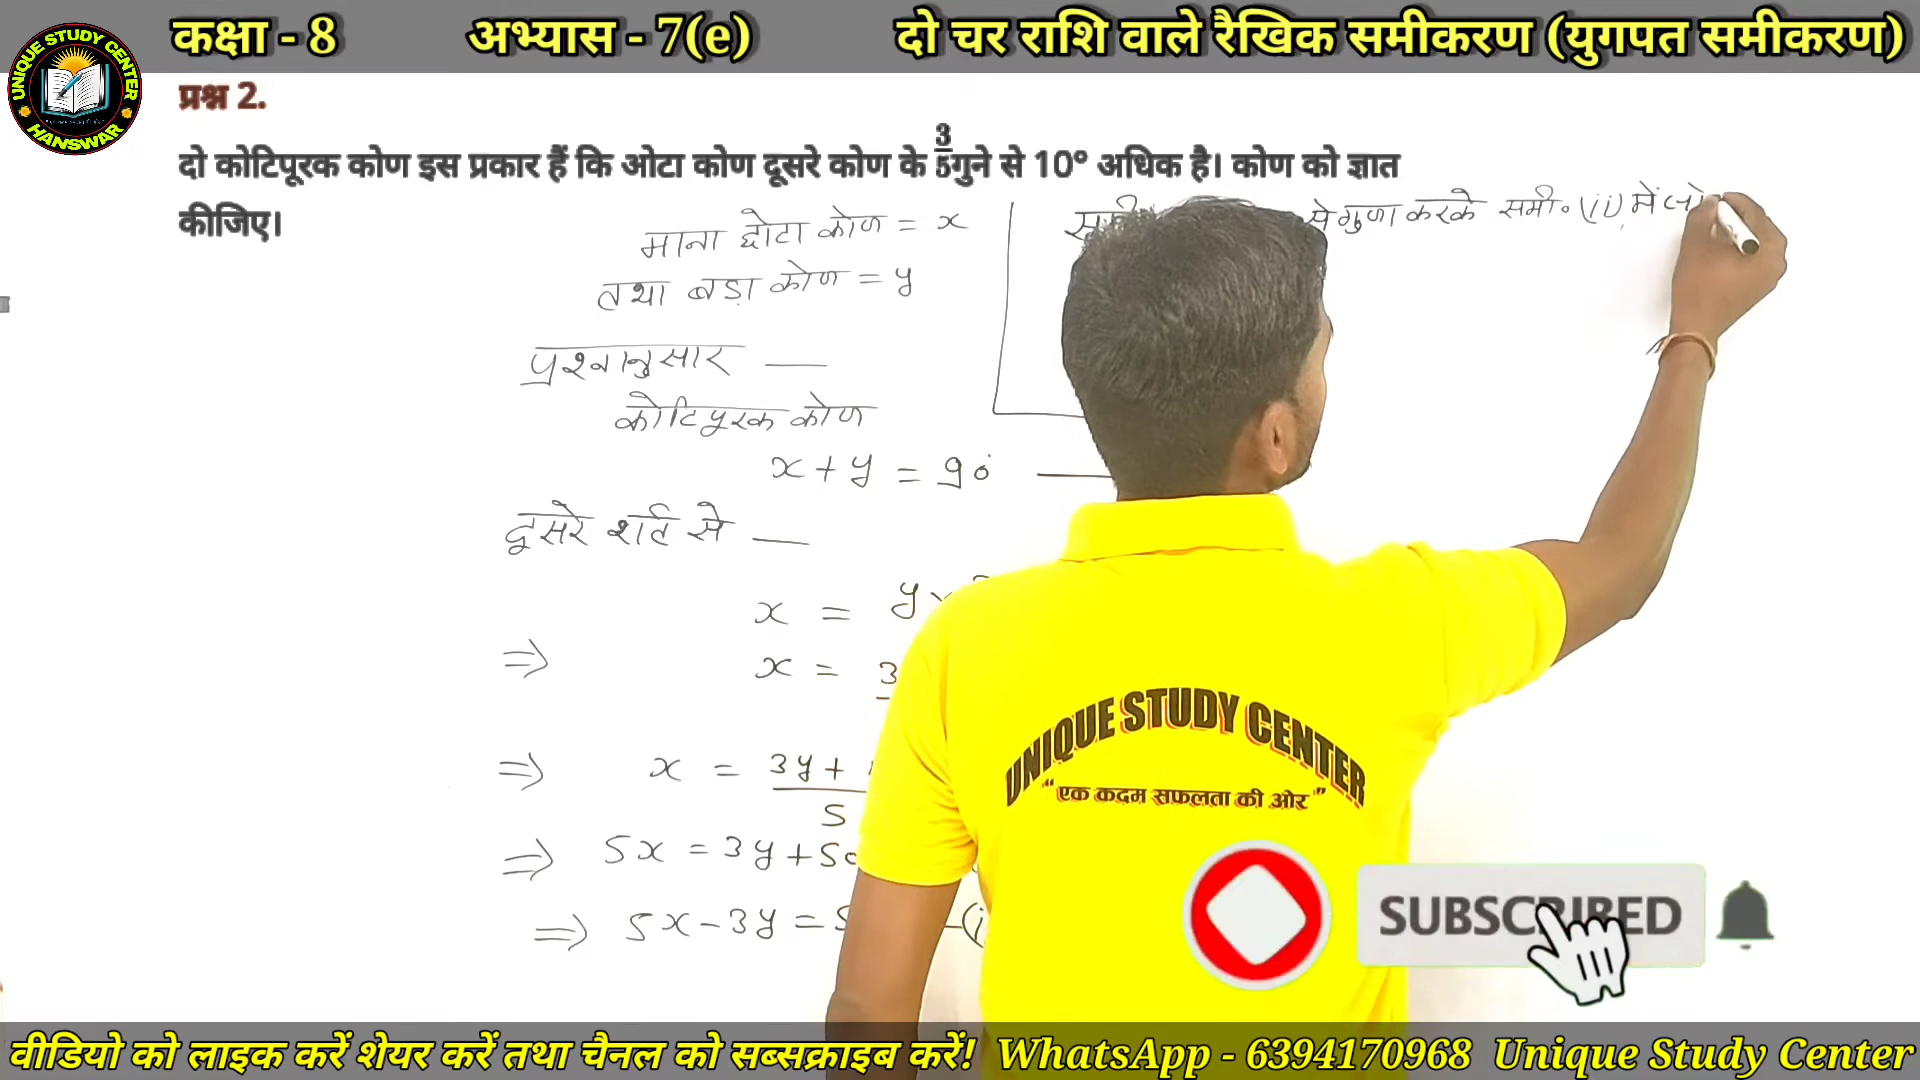 कक्षा - 8 अभ्यास - 7(e) दो चर राशि वाले रैखिक समीकरण (युगपत समीकरण)
UNIQUE STUDY CENTER
HANSWAR
प्रश्न 2.
दो कोटिपूरक कोण इस प्रकार हैं कि ओटा कोण दूसरे कोण के 3/5 गुने से 10° अधिक है। कोण को ज्ञात
कीजिए।
माना छोटा कोण = x
तथा बड़ा कोण = y
प्रश्नानुसार —
कोटिपुरक कोण
x + y = 90° —
दूसरे शर्त से —
x = y
⇒ x = 3
⇒ x = 3y + / 5
⇒ 5x = 3y + 50
⇒ 5x - 3y = 5
से गुणा करके समी॰ (ii) में
UNIQUE STUDY CENTER
"एक कदम सफलता की ओर"
SUBSCRIBED
वीडियो को लाइक करें शेयर करें तथा चैनल को सब्सक्राइब करें! WhatsApp - 6394170968 Unique Study Center